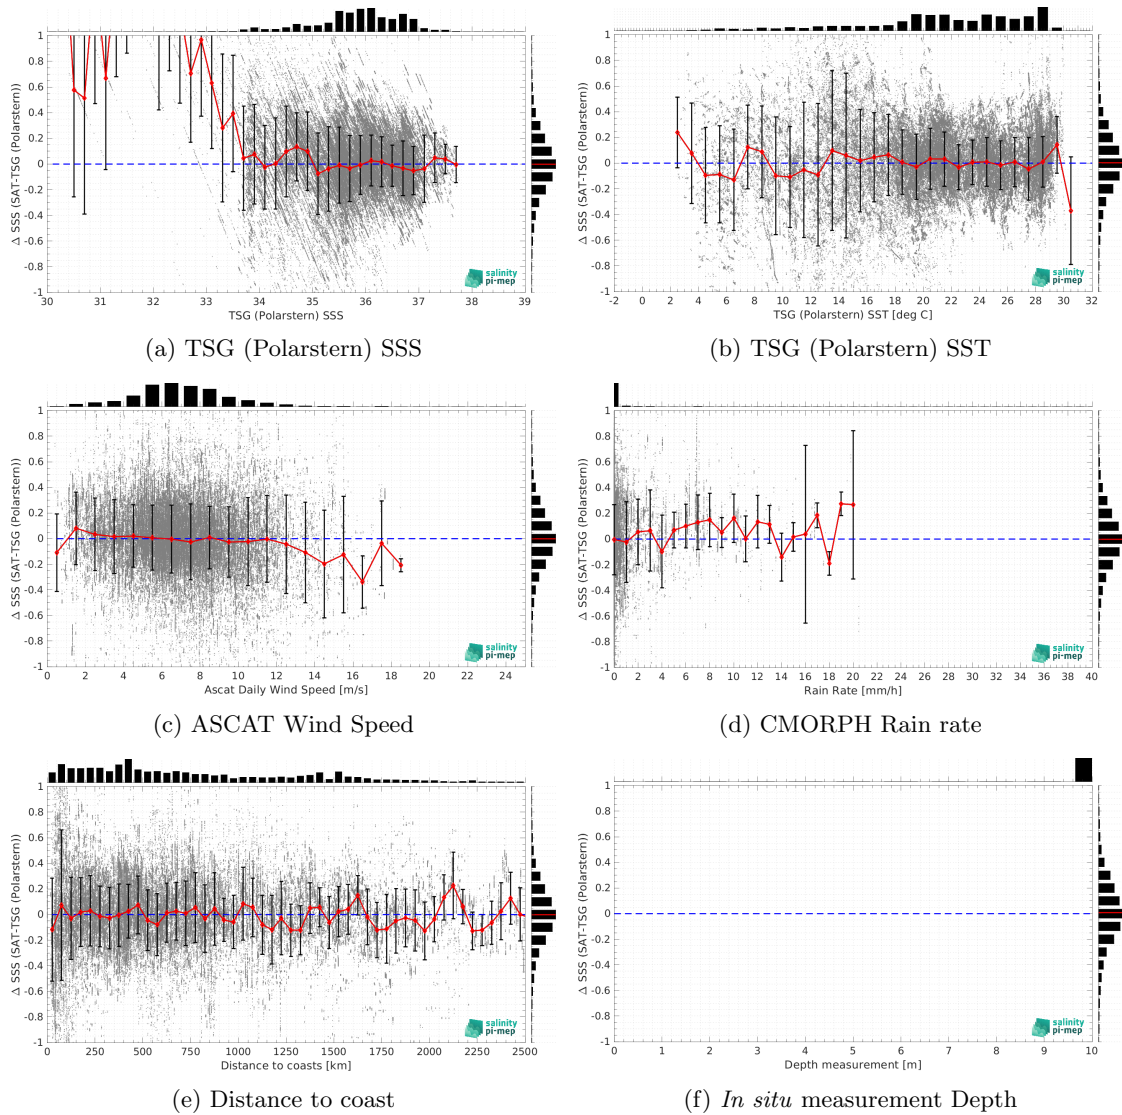 1
0.8
0.6
0.4
0.2
0
-0.2
-0.4
-0.6
-0.8
-1
Δ SSS (SAT-TSG (Polarstern))
salinity
pi-mep
30 31 32 33 34 35 36 37 38 39
TSG (Polarstern) SSS
(a) TSG (Polarstern) SSS
1
0.8
0.6
0.4
0.2
0
-0.2
-0.4
-0.6
-0.8
-1
Δ SSS (SAT-TSG (Polarstern))
salinity
pi-mep
-2 0 2 4 6 8 10 12 14 16 18 20 22 24 26 28 30 32
TSG (Polarstern) SST [deg C]
(b) TSG (Polarstern) SST
1
0.8
0.6
0.4
0.2
0
-0.2
-0.4
-0.6
-0.8
-1
Δ SSS (SAT-TSG (Polarstern))
salinity
pi-mep
0 2 4 6 8 10 12 14 16 18 20 22 24
Ascat Daily Wind Speed [m/s]
(c) ASCAT Wind Speed
1
0.8
0.6
0.4
0.2
0
-0.2
-0.4
-0.6
-0.8
-1
Δ SSS (SAT-TSG (Polarstern))
salinity
pi-mep
0 2 4 6 8 10 12 14 16 18 20 22 24 26 28 30 32 34 36 38 40
Rain Rate [mm/h]
(d) CMORPH Rain rate
1
0.8
0.6
0.4
0.2
0
-0.2
-0.4
-0.6
-0.8
-1
Δ SSS (SAT-TSG (Polarstern))
salinity
pi-mep
0 250 500 750 1000 1250 1500 1750 2000 2250 2500
Distance to coasts [km]
(e) Distance to coast
1
0.8
0.6
0.4
0.2
0
-0.2
-0.4
-0.6
-0.8
-1
Δ SSS (SAT-TSG (Polarstern))
salinity
pi-mep
0 1 2 3 4 5 6 7 8 9 10
Depth measurement [m]
(f) In situ measurement Depth